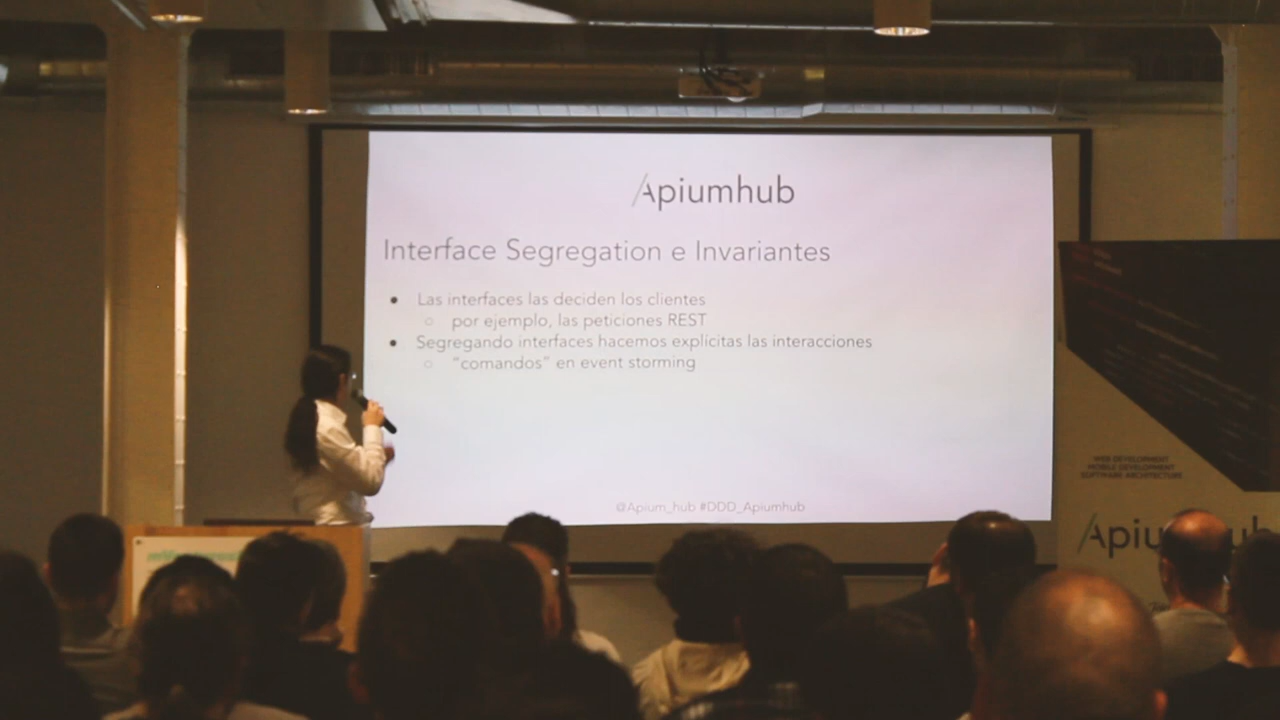 Apiumhub
Interface Segregation e Invariantes
Las interfaces las deciden los clientes
por ejemplo, las peticiones REST
Segregando interfaces hacemos explícitas las interacciones
“comandos” en event storming
@Apium_hub #DDD_Apiumhub
WEB DEVELOPMENT
MOBILE DEVELOPMENT
SOFTWARE ARCHITECTURE